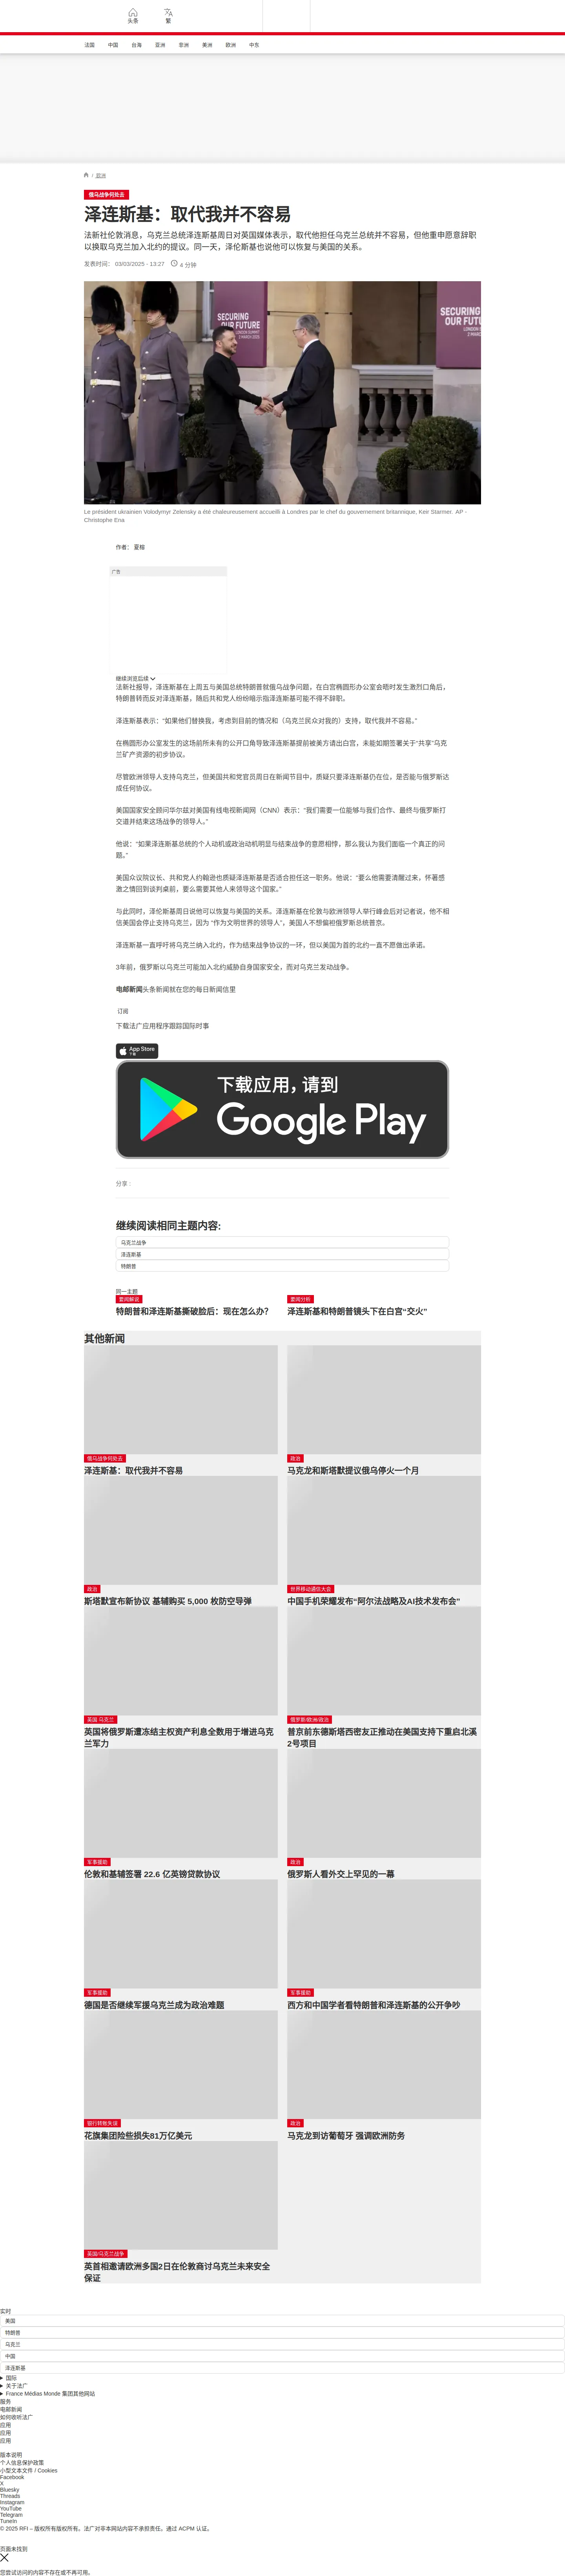 头条
繁
法国 中国 台海 亚洲 非洲 美洲 欧洲 中东
/ 欧洲
俄乌战争何处去
泽连斯基：取代我并不容易
法新社伦敦消息，乌克兰总统泽连斯基周日对英国媒体表示，取代他担任乌克兰总统并不容易，但他重申愿意辞职
以换取乌克兰加入北约的提议。同一天，泽伦斯基也说他可以恢复与美国的关系。
发表时间： 03/03/2025 - 13:27 4 分钟
SECURING OUR FUTURE
LONDON SUMMIT
2 MARCH 2025
SECURING OUR FUTURE
Le président ukrainien Volodymyr Zelensky a été chaleureusement accueilli à Londres par le chef du gouvernement britannique, Keir Starmer. AP -
Christophe Ena
作者： 夏榕
广告
继续浏览后续
法新社报导，泽连斯基在上周五与美国总统特朗普就俄乌战争问题，在白宫椭圆形办公室会晤时发生激烈口角后，
特朗普转而反对泽连斯基，随后共和党人纷纷暗示指泽连斯基可能不得不辞职。
泽连斯基表示：“如果他们替换我，考虑到目前的情况和（乌克兰民众对我的）支持，取代我并不容易。”
在椭圆形办公室发生的这场前所未有的公开口角导致泽连斯基提前被美方请出白宫，未能如期签署关于“共享”乌克
兰矿产资源的初步协议。
尽管欧洲领导人支持乌克兰，但美国共和党官员周日在新闻节目中，质疑只要泽连斯基仍在位，是否能与俄罗斯达
成任何协议。
美国国家安全顾问华尔兹对美国有线电视新闻网（CNN）表示：“我们需要一位能够与我们合作、最终与俄罗斯打
交道并结束这场战争的领导人。”
他说：“如果泽连斯基总统的个人动机或政治动机明显与结束战争的意愿相悖，那么我认为我们面临一个真正的问
题。”
美国众议院议长、共和党人约翰逊也质疑泽连斯基是否适合担任这一职务。他说：“要么他需要清醒过来，怀著感
激之情回到谈判桌前，要么需要其他人来领导这个国家。”
与此同时，泽伦斯基周日说他可以恢复与美国的关系。泽连斯基在伦敦与欧洲领导人举行峰会后对记者说，他不相
信美国会停止支持乌克兰，因为 “作为文明世界的领导人”，美国人不想偏袒俄罗斯总统普京。
泽连斯基一直呼吁将乌克兰纳入北约，作为结束战争协议的一环，但以美国为首的北约一直不愿做出承诺。
3年前，俄罗斯以乌克兰可能加入北约威胁自身国家安全，而对乌克兰发动战争。
电邮新闻头条新闻就在您的每日新闻信里
订阅
下载法广应用程序跟踪国际时事
App Store
下载
下载应用，请到
Google Play
分享 :
继续阅读相同主题内容:
乌克兰战争
泽连斯基
特朗普
同一主题
要闻解说
特朗普和泽连斯基撕破脸后：现在怎么办？
要闻分析
泽连斯基和特朗普镜头下在白宫“交火”
其他新闻
俄乌战争何处去
泽连斯基：取代我并不容易
政治
马克龙和斯塔默提议俄乌停火一个月
政治
斯塔默宣布新协议 基辅购买 5,000 枚防空导弹
世界移动通信大会
中国手机荣耀发布“阿尔法战略及AI技术发布会”
英国 乌克兰
英国将俄罗斯遭冻结主权资产利息全数用于增进乌克
兰军力
俄罗斯/欧洲/政治
普京前东德斯塔西密友正推动在美国支持下重启北溪
2号项目
军事援助
伦敦和基辅签署 22.6 亿英镑贷款协议
政治
俄罗斯人看外交上罕见的一幕
军事援助
德国是否继续军援乌克兰成为政治难题
军事援助
西方和中国学者看特朗普和泽连斯基的公开争吵
银行转帐失误
花旗集团险些损失81万亿美元
政治
马克龙到访葡萄牙 强调欧洲防务
英国/乌克兰战争
英首相邀请欧洲多国2日在伦敦商讨乌克兰未来安全
保证
实时
美国
特朗普
乌克兰
中国
泽连斯基
国际
关于法广
France Médias Monde 集团其他网站
服务
电邮新闻
如何收听法广
应用
应用
应用
版本说明
个人信息保护政策
小型文本文件 / Cookies
Facebook
X
Bluesky
Threads
Instagram
YouTube
Telegram
TuneIn
© 2025 RFI – 版权所有版权所有。法广对非本网站内容不承担责任。通过 ACPM 认证。
页面未找到
您尝试访问的内容不存在或不再可用。